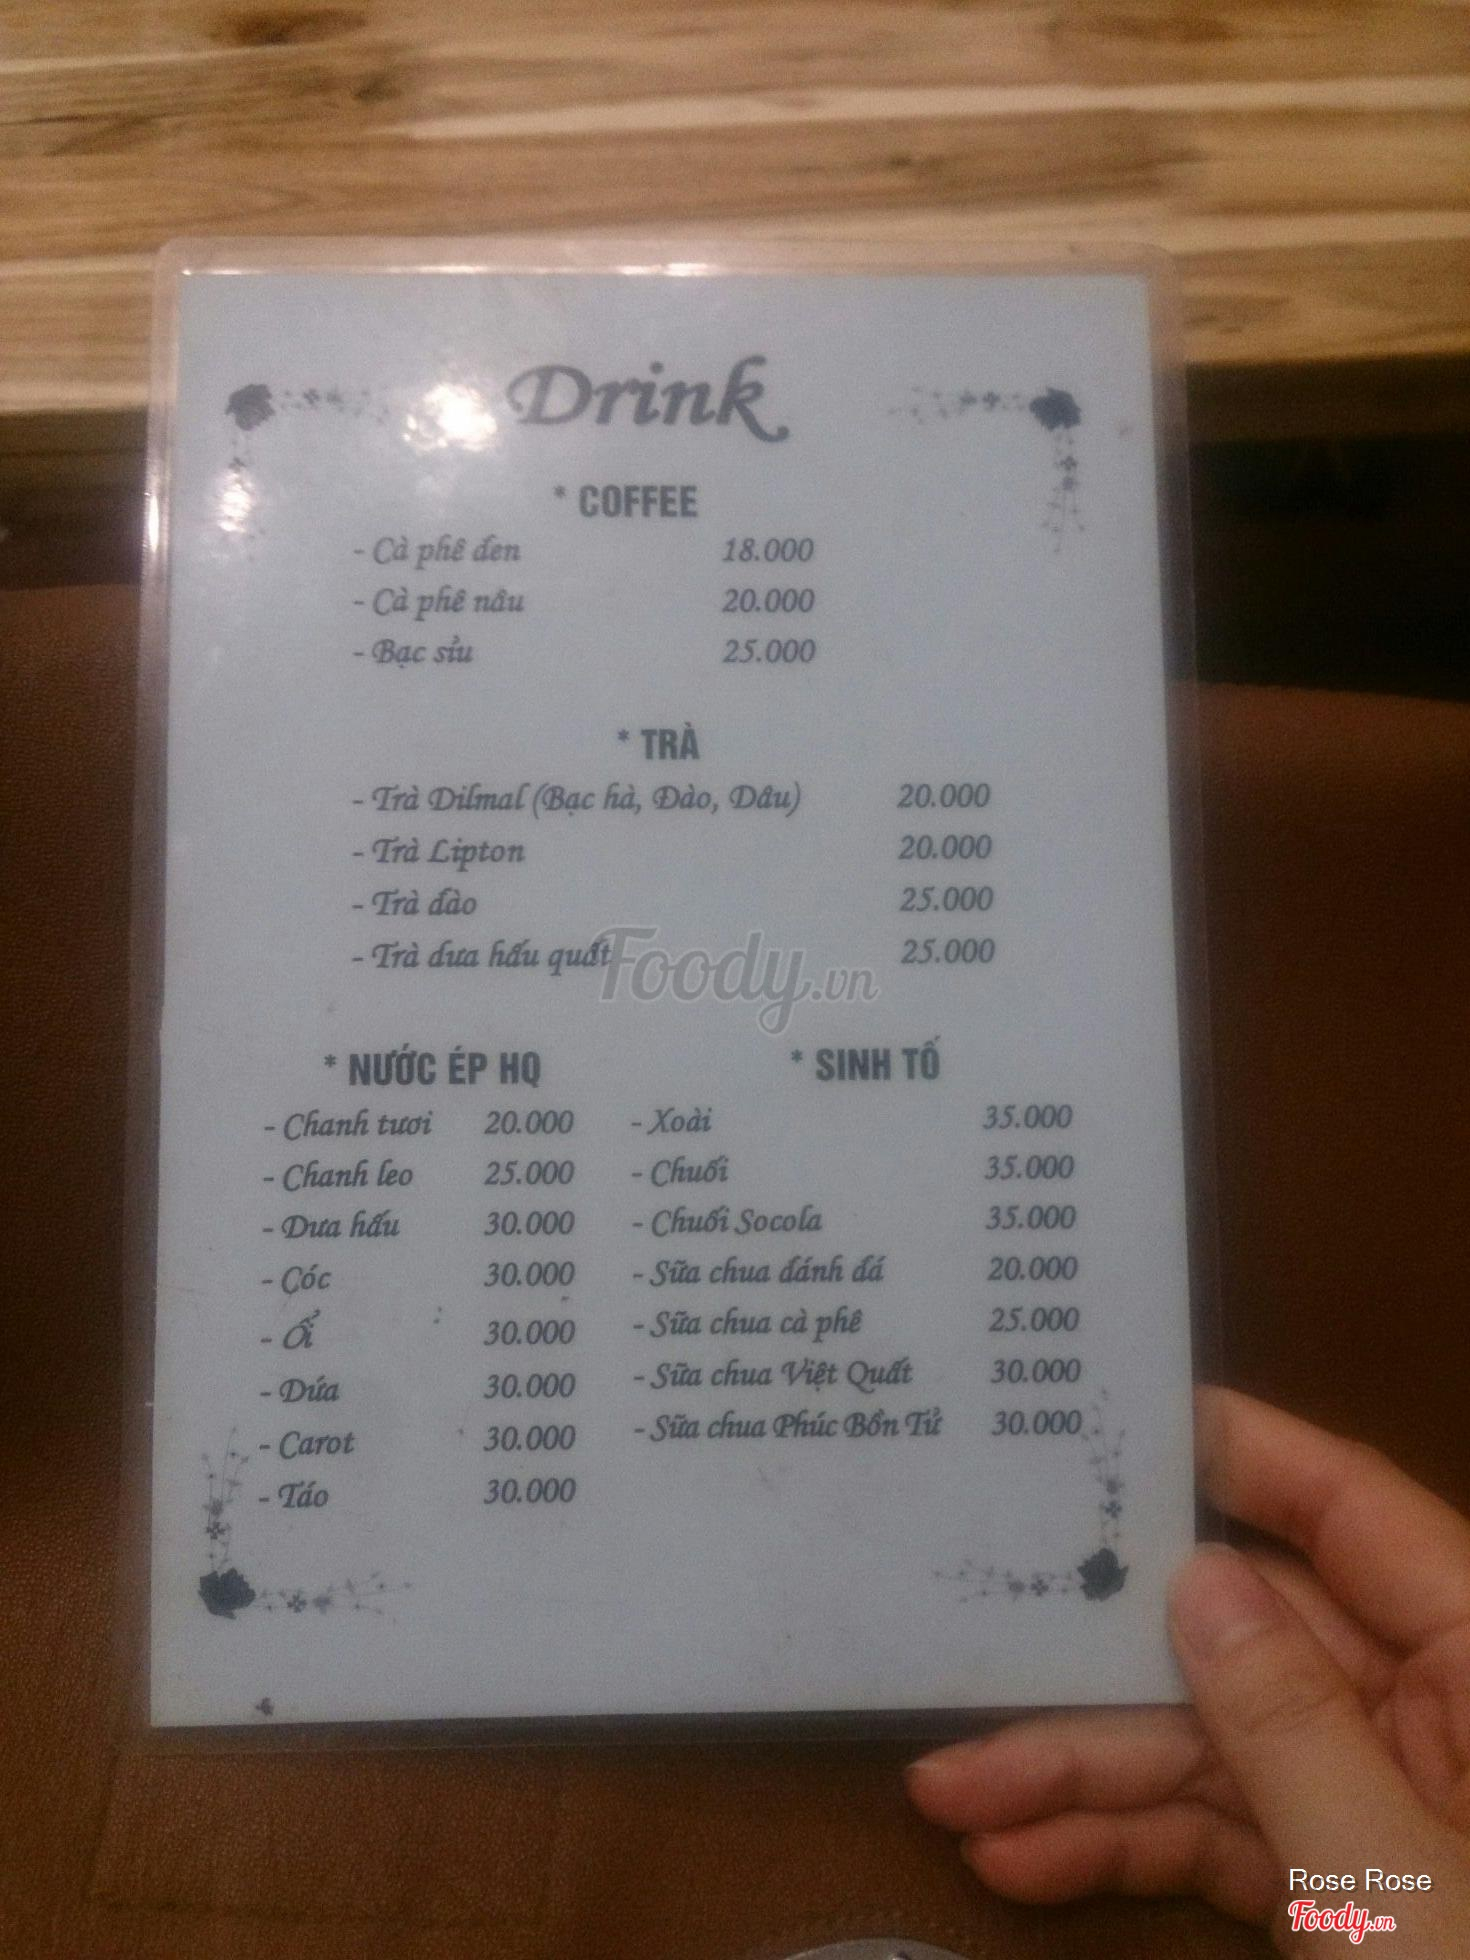 Drink
* COFFEE
- Cà phê đen 18.000
- Cà phê nâu 20.000
- Bạc sỉu 25.000
* TRÀ
- Trà Dilmal (Bạc hà, Đào, Dâu) 20.000
- Trà Lipton 20.000
- Trà đào 25.000
- Trà dưa hấu quất 25.000
Foody.vn
* NƯỚC ÉP HQ
- Chanh tươi 20.000
- Chanh leo 25.000
- Dưa hấu 30.000
- Cóc 30.000
- Ổi 30.000
- Dứa 30.000
- Carot 30.000
- Táo 30.000
* SINH TỐ
- Xoài 35.000
- Chuối 35.000
- Chuối Socola 35.000
- Sữa chua đánh đá 20.000
- Sữa chua cà phê 25.000
- Sữa chua Việt Quất 30.000
- Sữa chua Phúc Bồn Tử 30.000
Rose Rose
Foody.vn